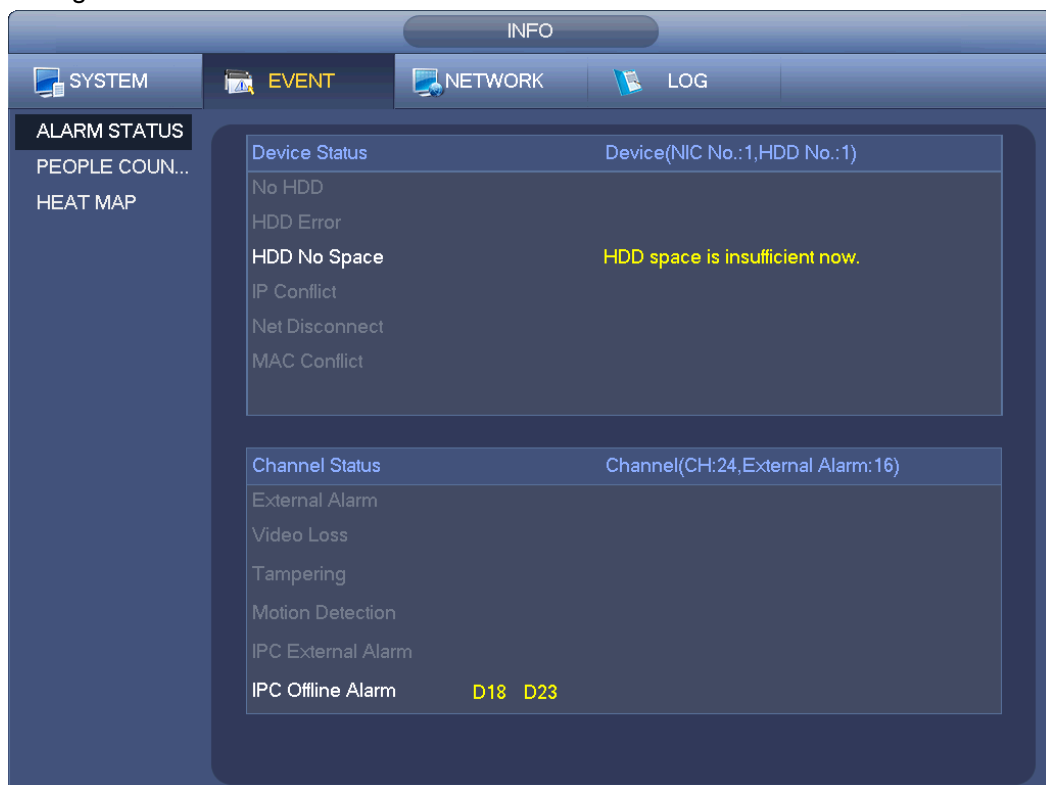 INFO
SYSTEM EVENT NETWORK LOG
ALARM STATUS
PEOPLE COUN...
HEAT MAP
Device Status Device(NIC No.:1,HDD No.:1)
No HDD
HDD Error
HDD No Space HDD space is insufficient now.
IP Conflict
Net Disconnect
MAC Conflict
Channel Status Channel(CH:24,External Alarm:16)
External Alarm
Video Loss
Tampering
Motion Detection
IPC External Alarm
IPC Offline Alarm D18 D23